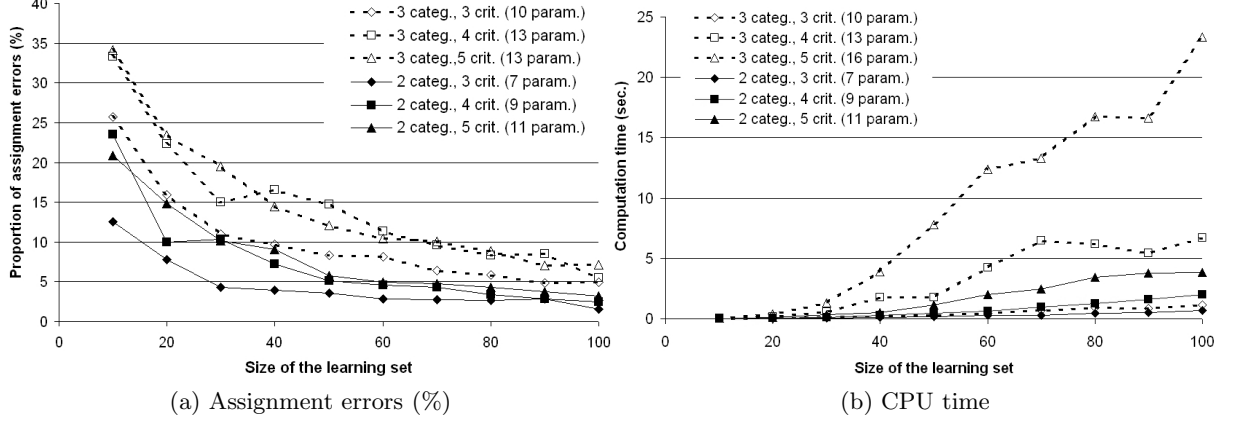 Proportion of assignment errors (%)
40
35
30
25
20
15
10
5
0
0
20
40
60
80
100
Size of the learning set
3 categ., 3 crit. (10 param.)
3 categ., 4 crit. (13 param.)
3 categ.,5 crit. (13 param.)
2 categ., 3 crit. (7 param.)
2 categ., 4 crit. (9 param.)
2 categ., 5 crit. (11 param.)
(a) Assignment errors (%)
Computation time (sec.)
25
20
15
10
5
0
0
20
40
60
80
100
Size of the learning set
3 categ., 3 crit. (10 param.)
3 categ., 4 crit. (13 param.)
3 categ., 5 crit. (16 param.)
2 categ., 3 crit. (7 param.)
2 categ., 4 crit. (9 param.)
2 categ., 5 crit. (11 param.)
(b) CPU time